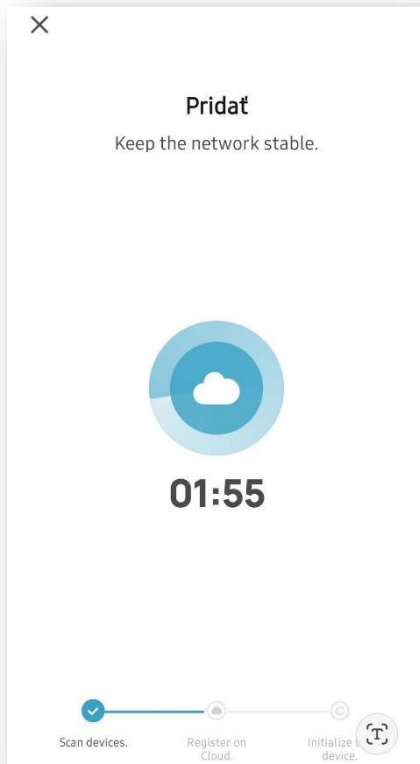 Pridať
Keep the network stable.
01:55
Scan devices.
Register on
Cloud.
Initialize
device.